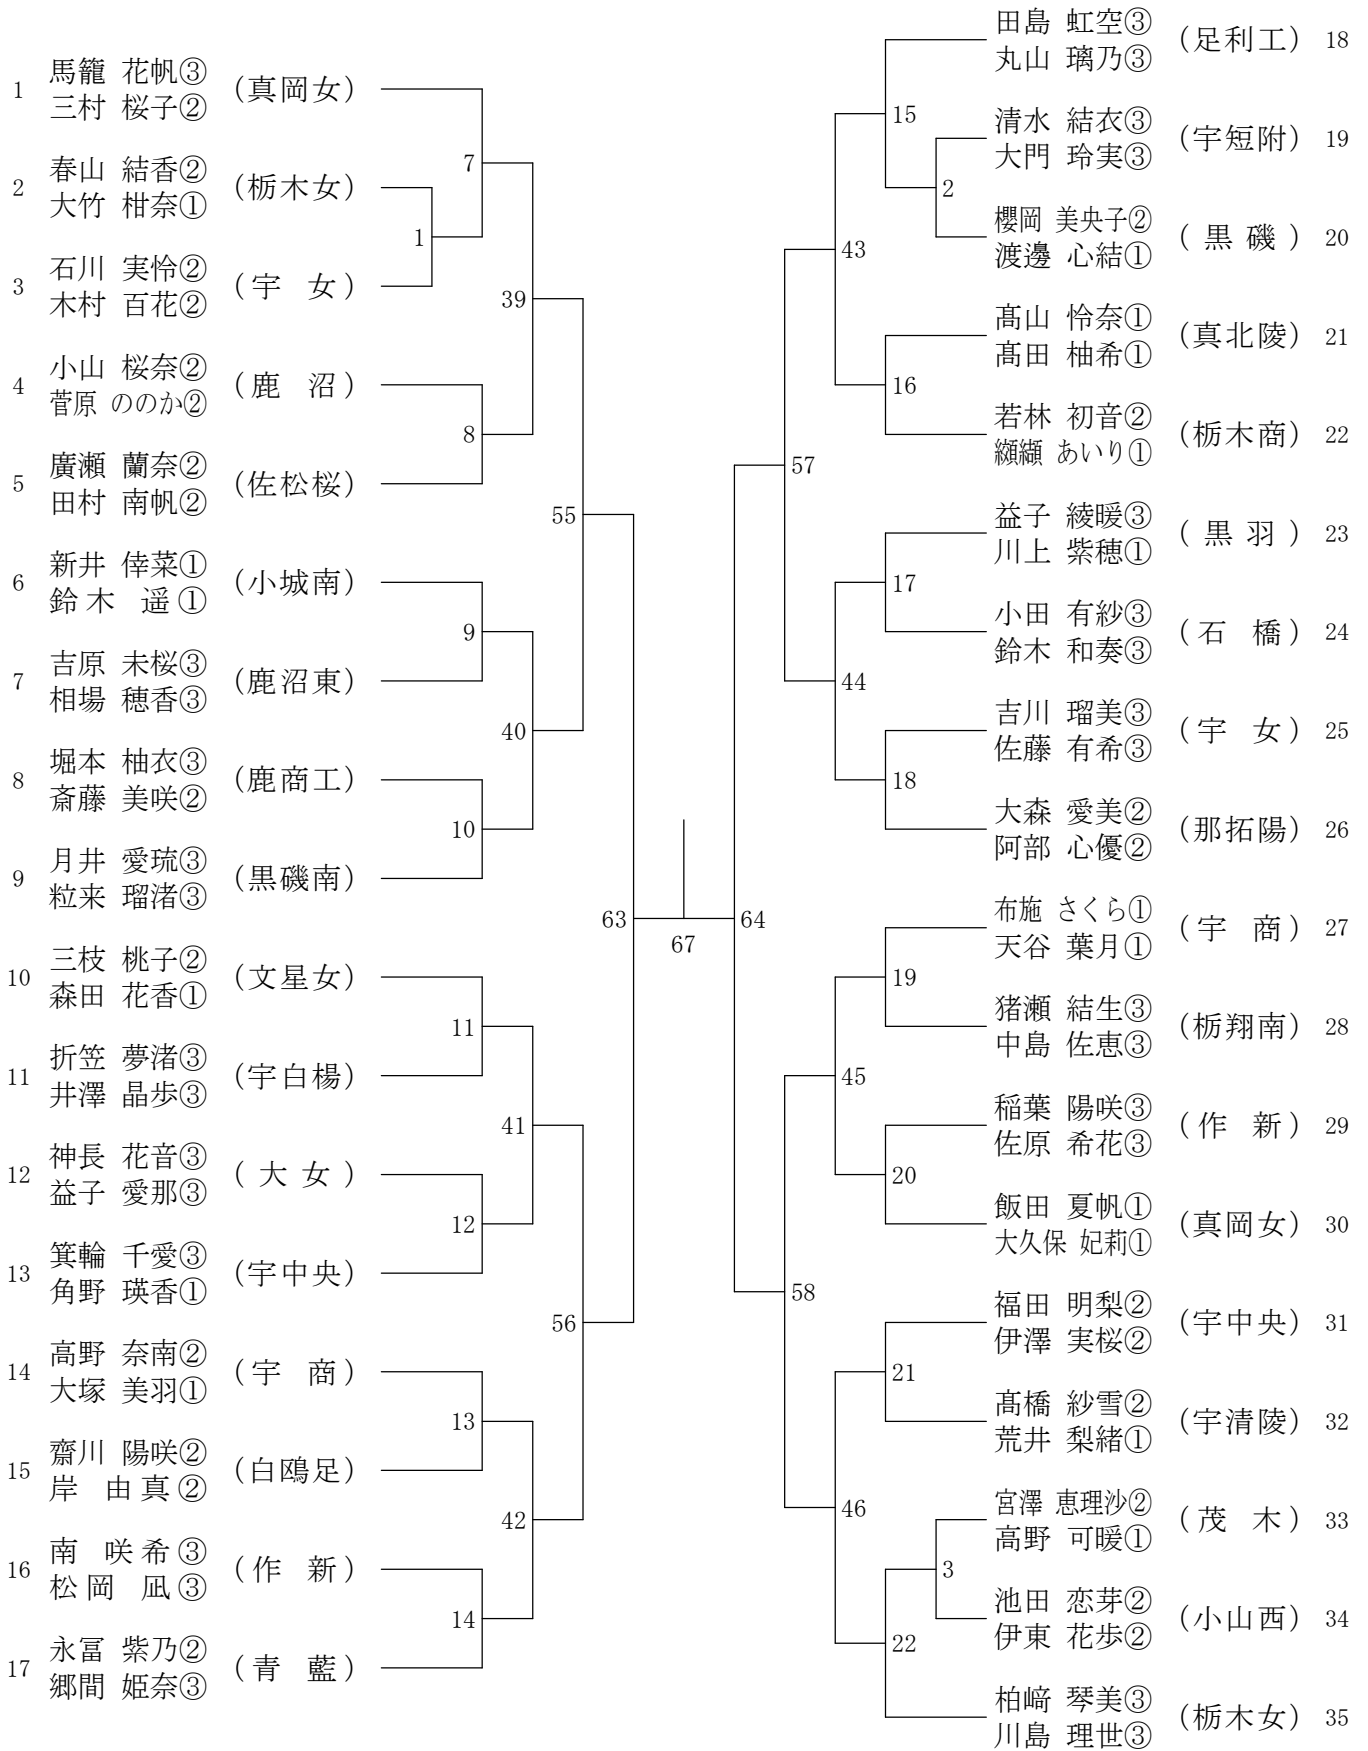 1 馬籠 花帆③ (真岡女)
三村 桜子②
2 春山 結香② (栃木女)
大竹 柑奈①
3 石川 実怜② (宇 女)
木村 百花②
4 小山 桜奈② (鹿 沼)
菅原 ののか②
5 廣瀬 蘭奈② (佐松桜)
田村 南帆②
6 新井 倖菜① (小城南)
鈴木 遥①
7 吉原 未桜③ (鹿沼東)
相場 穂香③
8 堀本 柚衣③ (鹿商工)
斎藤 美咲②
9 月井 愛琉③ (黒磯南)
粒来 瑠渚③
10 三枝 桃子② (文星女)
森田 花香①
11 折笠 夢渚③ (宇白楊)
井澤 晶歩③
12 神長 花音③ (大女)
益子 愛那③
13 箕輪 千愛③ (宇中央)
角野 瑛香①
14 高野 奈南② (宇 商)
大塚 美羽①
15 齋川 陽咲② (白鴎足)
岸 由真②
16 南 咲希③ (作 新)
松岡 凪③
17 永冨 紫乃② (青 藍)
郷間 姫奈③
1
7
8
9
10
11
12
13
14
39
40
41
42
55
56
63
67
64
57
58
43
44
45
46
15
16
17
18
19
20
21
22
2
3
田島 虹空③ (足利工) 18
丸山 璃乃③
清水 結衣③ (宇短附) 19
大門 玲実③
櫻岡 美央子② (黒磯) 20
渡邊 心結①
髙山 怜奈① (真北陵) 21
髙田 柚希①
若林 初音② (栃木商) 22
纐纈 あいり①
益子 綾暖③ (黒羽) 23
川上 紫穂①
小田 有紗③ (石 橋) 24
鈴木 和奏③
吉川 瑠美③ (宇 女) 25
佐藤 有希③
大森 愛美② (那拓陽) 26
阿部 心優②
布施 さくら① (宇 商) 27
天谷 葉月①
猪瀬 結生③ (栃翔南) 28
中島 佐恵③
稲葉 陽咲③ (作 新) 29
佐原 希花③
飯田 夏帆① (真岡女) 30
大久保 妃莉①
福田 明梨② (宇中央) 31
伊澤 実桜②
髙橋 紗雪② (宇清陵) 32
荒井 梨緒①
宮澤 恵理沙② (茂 木) 33
高野 可暖①
池田 恋芽② (小山西) 34
伊東 花歩②
柏﨑 琴美③ (栃木女) 35
川島 理世③